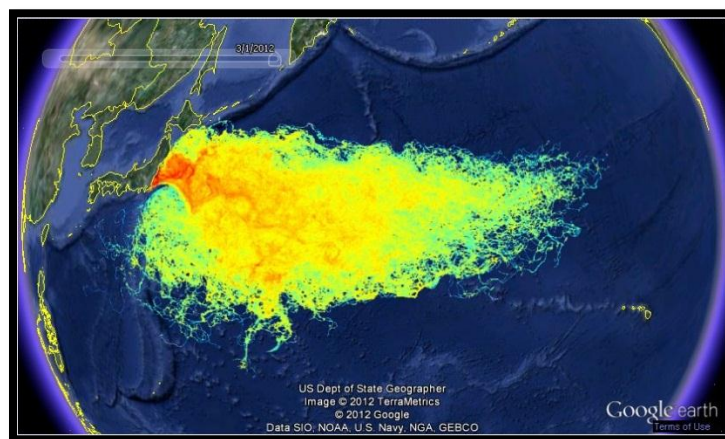 3/1/2012
US Dept of State Geographer
Image © 2012 TerraMetrics
© 2012 Google
Data SIO, NOAA, U.S. Navy, NGA, GEBCO
Google earth
Terms of Use